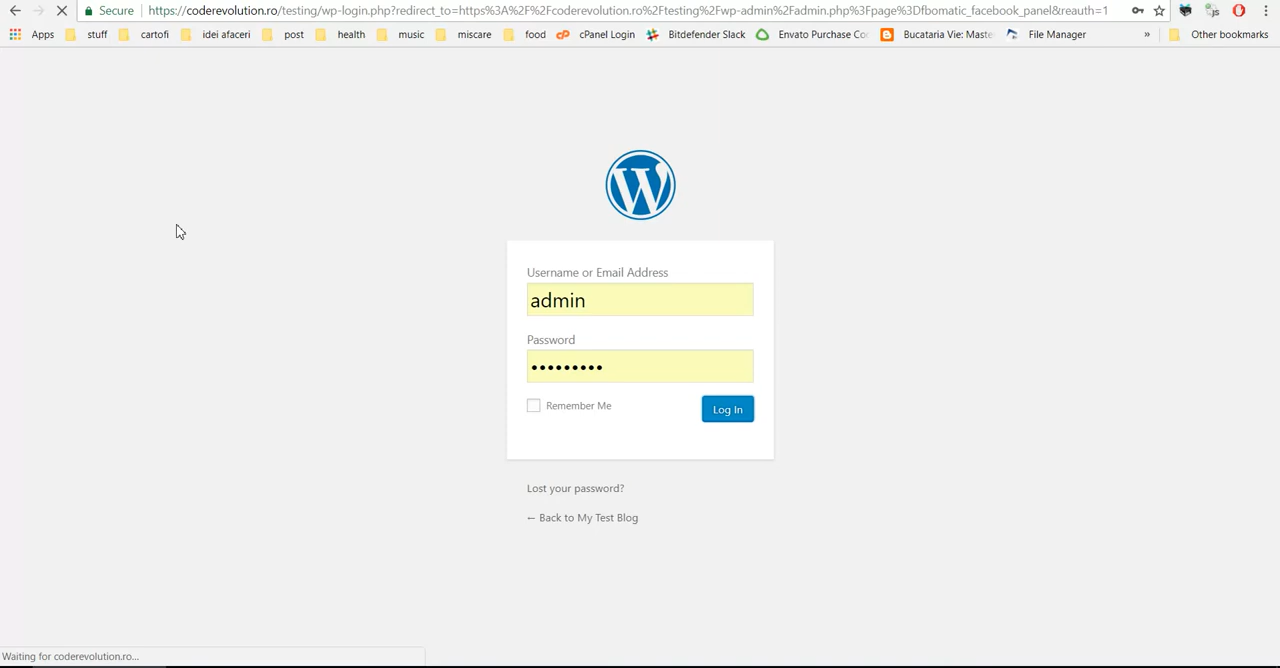 Secure https://coderevolution.ro/testing/wp-login.php?redirect_to=https%3A%2F%2Fcoderevolution.ro%2Ftesting%2Fwp-admin%2Fadmin.php%3Fpage%3Dfbomatic_facebook_panel&reauth=1
Apps stuff cartofi idei afaceri post health music mrcare food cPanel Login Bitdefender Slack Envato Purchase Co Bucataria Vie: Maste File Manager » Other bookmarks
Username or Email Address
admin
Password
•••••••••
Remember Me Log In
Lost your password?
← Back to My Test Blog
Waiting for coderevolution.ro...